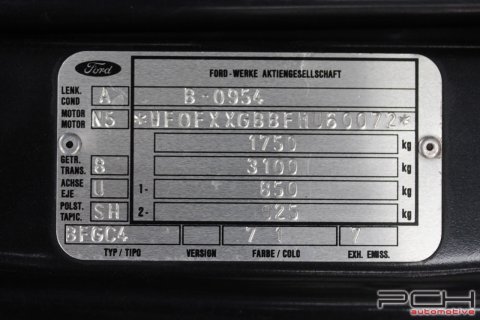 Ford
FORD-WERKE AKTIENGESELLSCHAFT
LENK. COND A
B-0954
MOTOR MOTOR N5
1750 kg
GETR. TRANS. 8
3100 kg
ACHSE EJE U
1- 850 kg
POLST. TAPIC. SH
2- kg
BFGC4 7 1 7
TYP / TIPO VERSION FARBE / COLO EXH. EMISS.
PCH
automotive